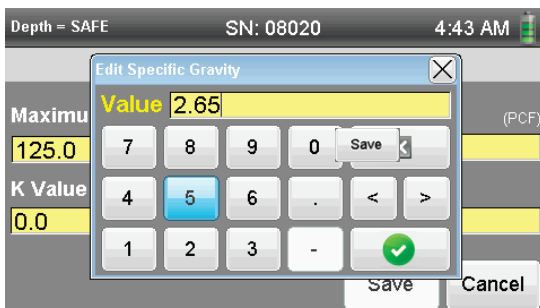 Depth = SAFE SN: 08020 4:43 AM
Edit Specific Gravity
Value 2.65
Maximu (PCF)
125.0
7 8 9 0 Save
K Value
4 5 6 . < >
0.0
1 2 3 -
Save Cancel